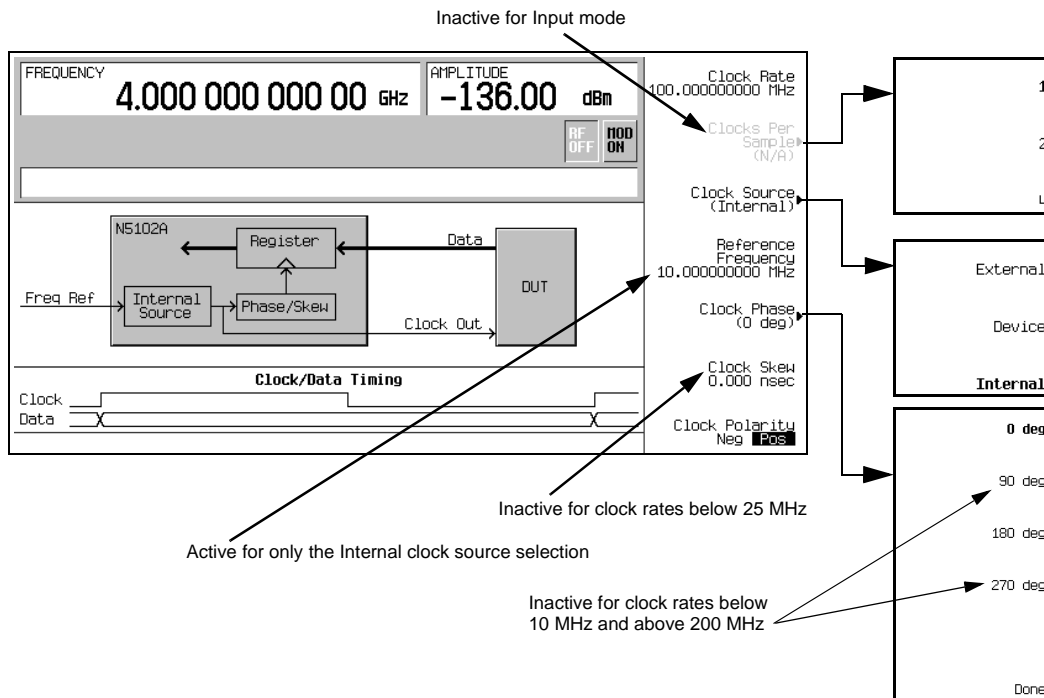 Inactive for Input mode
FREQUENCY
4.000 000 000 00 GHz
AMPLITUDE
-136.00 dBm
RF
OFF
MOD
ON
N5102A
Register
Data
DUT
Freq Ref
Internal
Source
Phase/Skew
Clock Out
Clock/Data Timing
Clock
Data
Clock Rate
100.000000000 MHz
Clocks Per
Sample
(N/A)
Clock Source
(Internal)
Reference
Frequency
10.000000000 MHz
Clock Phase
(0 deg)
Clock Skew
0.000 nsec
Clock Polarity
Neg Pos
1
2
External
Device
Internal
0 deg
90 deg
180 deg
270 deg
Done
Inactive for clock rates below 25 MHz
Active for only the Internal clock source selection
Inactive for clock rates below
10 MHz and above 200 MHz